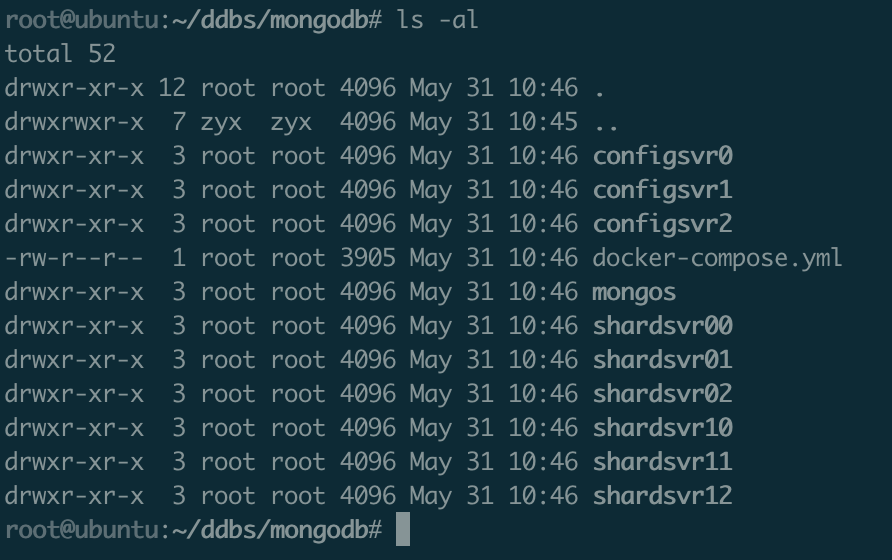 root@ubuntu:~/ddbs/mongodb# ls -al
total 52
drwxr-xr-x 12 root root 4096 May 31 10:46 .
drwxrwxr-x  7 zyx  zyx  4096 May 31 10:45 ..
drwxr-xr-x  3 root root 4096 May 31 10:46 configsvr0
drwxr-xr-x  3 root root 4096 May 31 10:46 configsvr1
drwxr-xr-x  3 root root 4096 May 31 10:46 configsvr2
-rw-r--r--  1 root root 3905 May 31 10:46 docker-compose.yml
drwxr-xr-x  3 root root 4096 May 31 10:46 mongos
drwxr-xr-x  3 root root 4096 May 31 10:46 shardsvr00
drwxr-xr-x  3 root root 4096 May 31 10:46 shardsvr01
drwxr-xr-x  3 root root 4096 May 31 10:46 shardsvr02
drwxr-xr-x  3 root root 4096 May 31 10:46 shardsvr10
drwxr-xr-x  3 root root 4096 May 31 10:46 shardsvr11
drwxr-xr-x  3 root root 4096 May 31 10:46 shardsvr12
root@ubuntu:~/ddbs/mongodb#